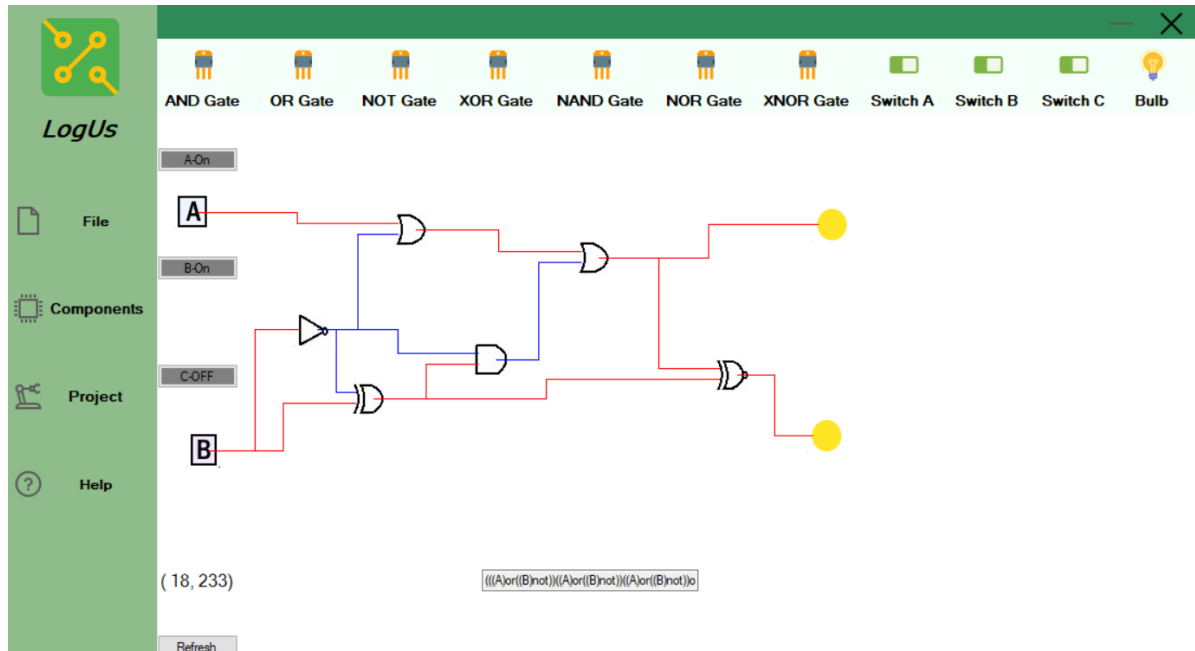 AND Gate OR Gate NOT Gate XOR Gate NAND Gate NOR Gate XNOR Gate Switch A Switch B Switch C Bulb
LogUs
A-On
A
File
B-On
Components
C-OFF
Project
B
Help
( 18, 233)
(((A)or((B)not))((A)or((B)not))((A)or((B)not))o
Refresh